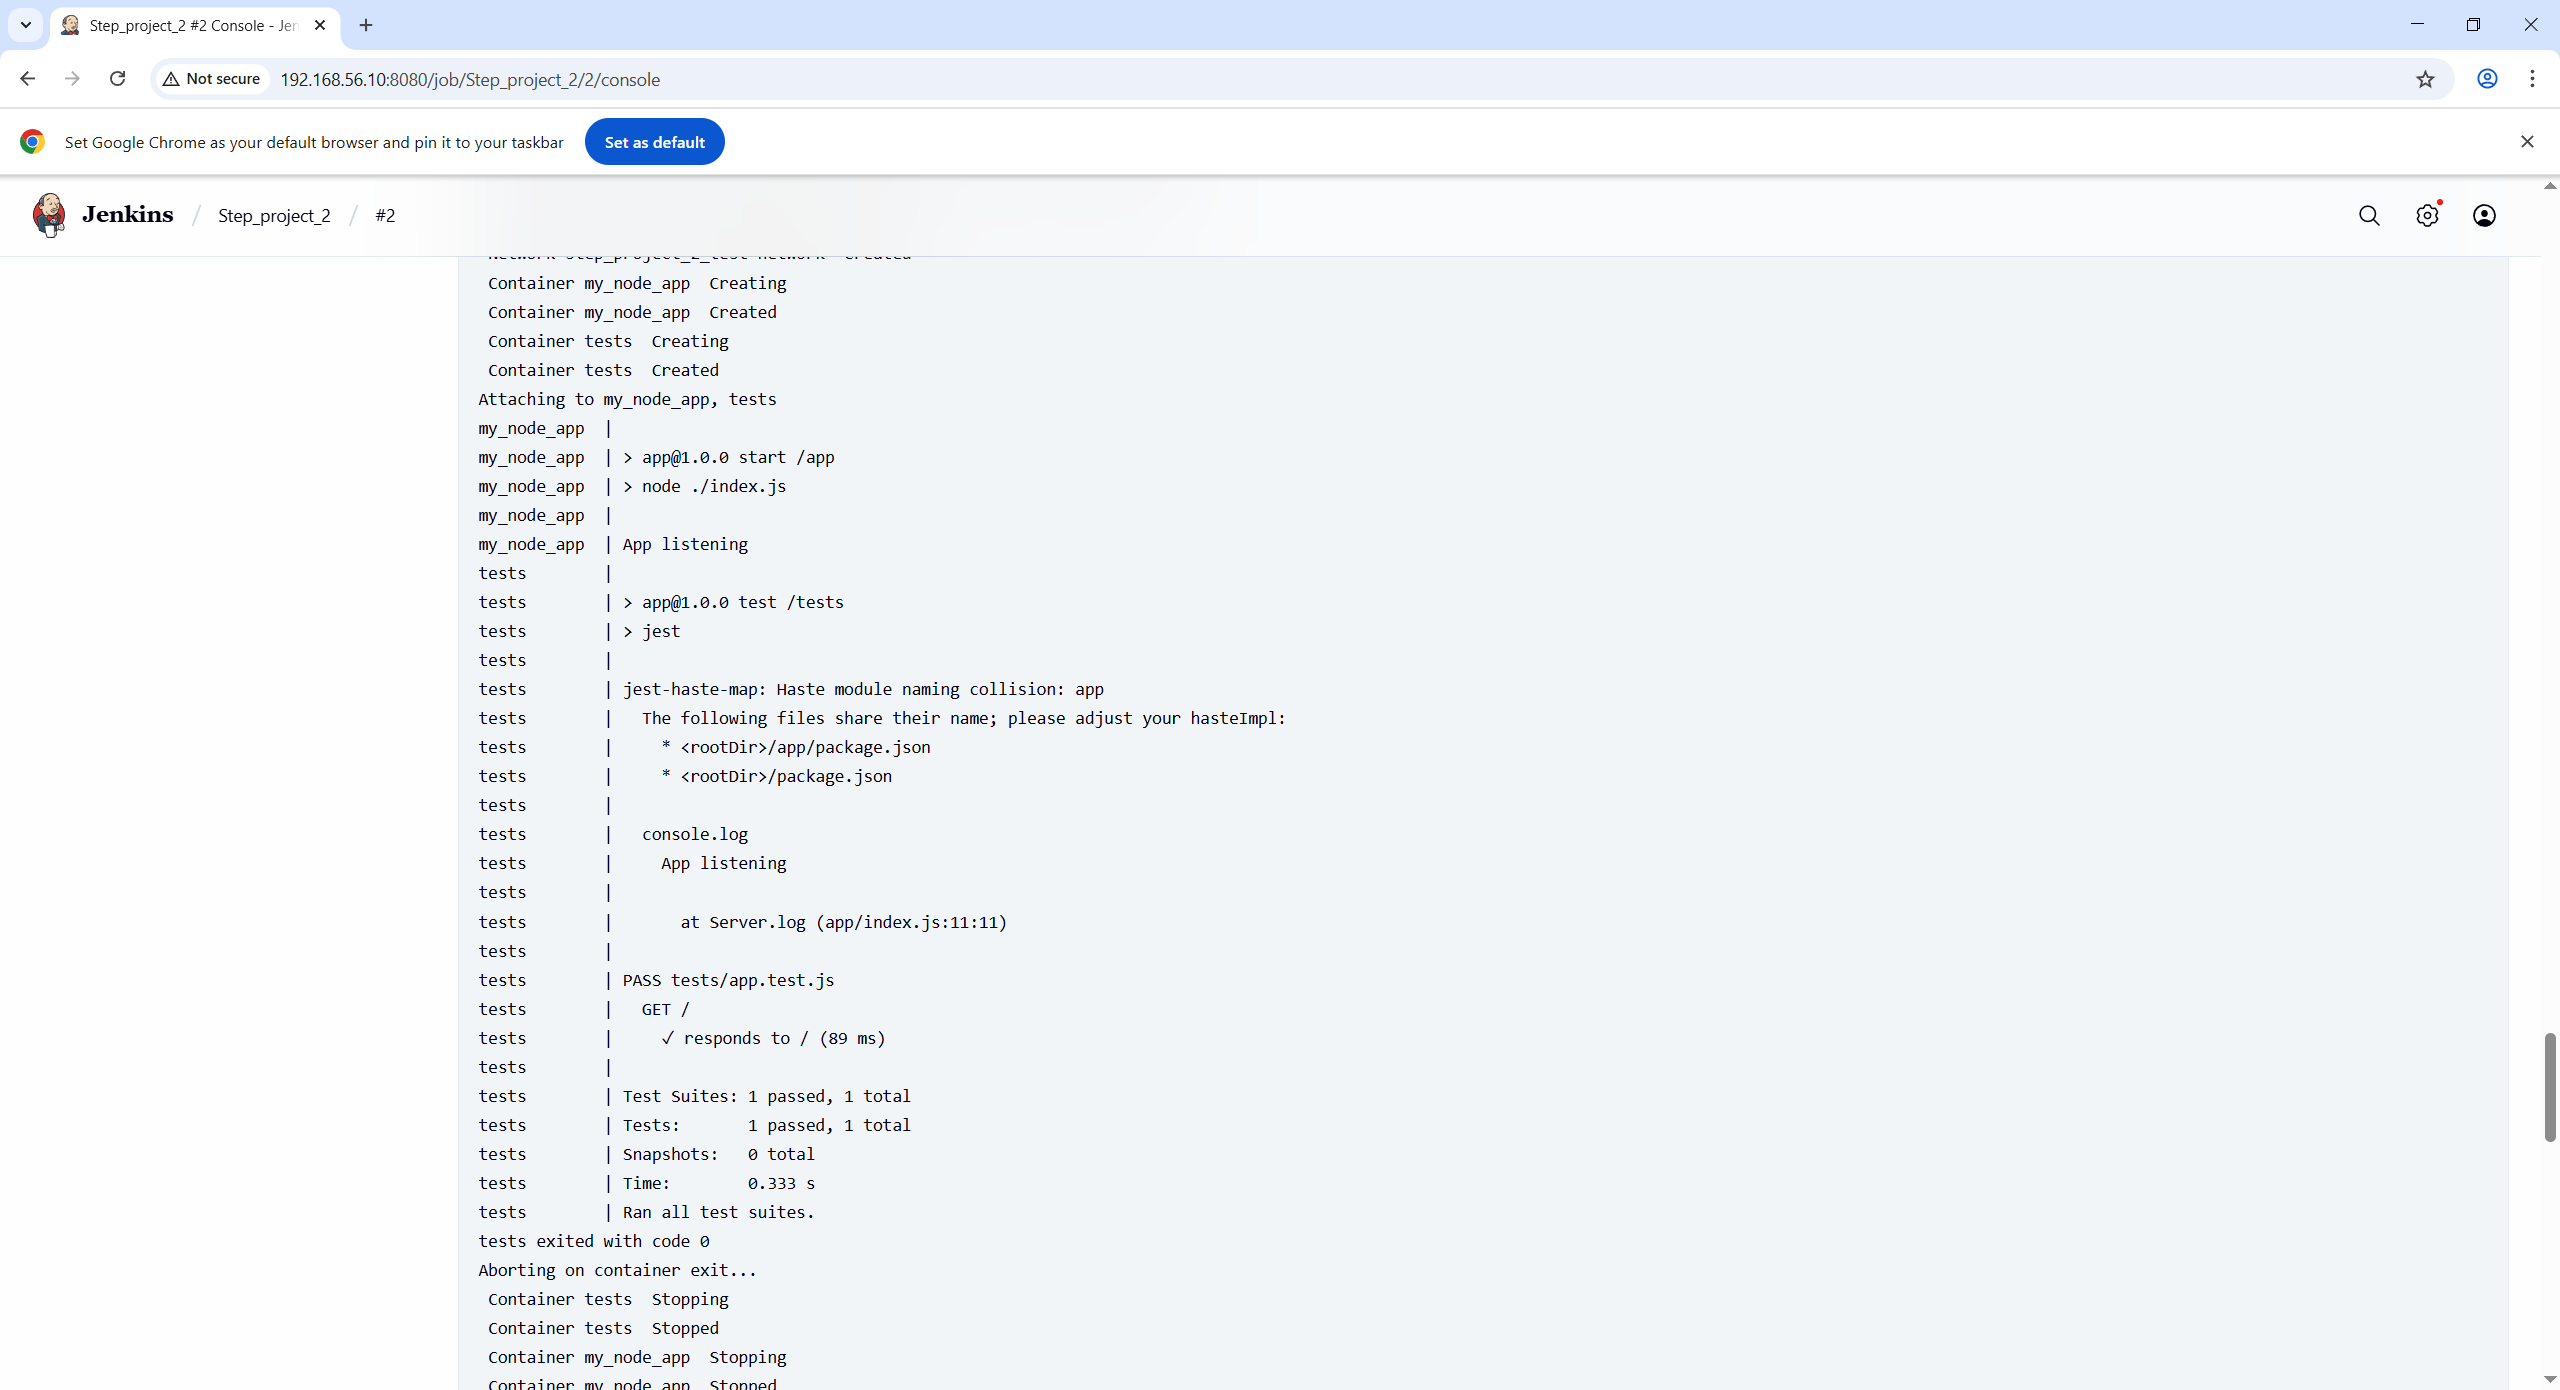 Step_project_2 #2 Console - Jen
Not secure
192.168.56.10:8080/job/Step_project_2/2/console
Set Google Chrome as your default browser and pin it to your taskbar
Set as default
Jenkins / Step_project_2 / #2
Network Step_project_2_test-network  Created
Container my_node_app  Creating
Container my_node_app  Created
Container tests  Creating
Container tests  Created
Attaching to my_node_app, tests
my_node_app  |
my_node_app  | > app@1.0.0 start /app
my_node_app  | > node ./index.js
my_node_app  |
my_node_app  | App listening
tests        |
tests        | > app@1.0.0 test /tests
tests        | > jest
tests        |
tests        | jest-haste-map: Haste module naming collision: app
tests        |   The following files share their name; please adjust your hasteImpl:
tests        |     * <rootDir>/app/package.json
tests        |     * <rootDir>/package.json
tests        |
tests        |   console.log
tests        |     App listening
tests        |
tests        |       at Server.log (app/index.js:11:11)
tests        |
tests        | PASS tests/app.test.js
tests        |   GET /
tests        |     ✓ responds to / (89 ms)
tests        |
tests        | Test Suites: 1 passed, 1 total
tests        | Tests:       1 passed, 1 total
tests        | Snapshots:   0 total
tests        | Time:        0.333 s
tests        | Ran all test suites.
tests exited with code 0
Aborting on container exit...
Container tests  Stopping
Container tests  Stopped
Container my_node_app  Stopping
Container my_node_app  Stopped